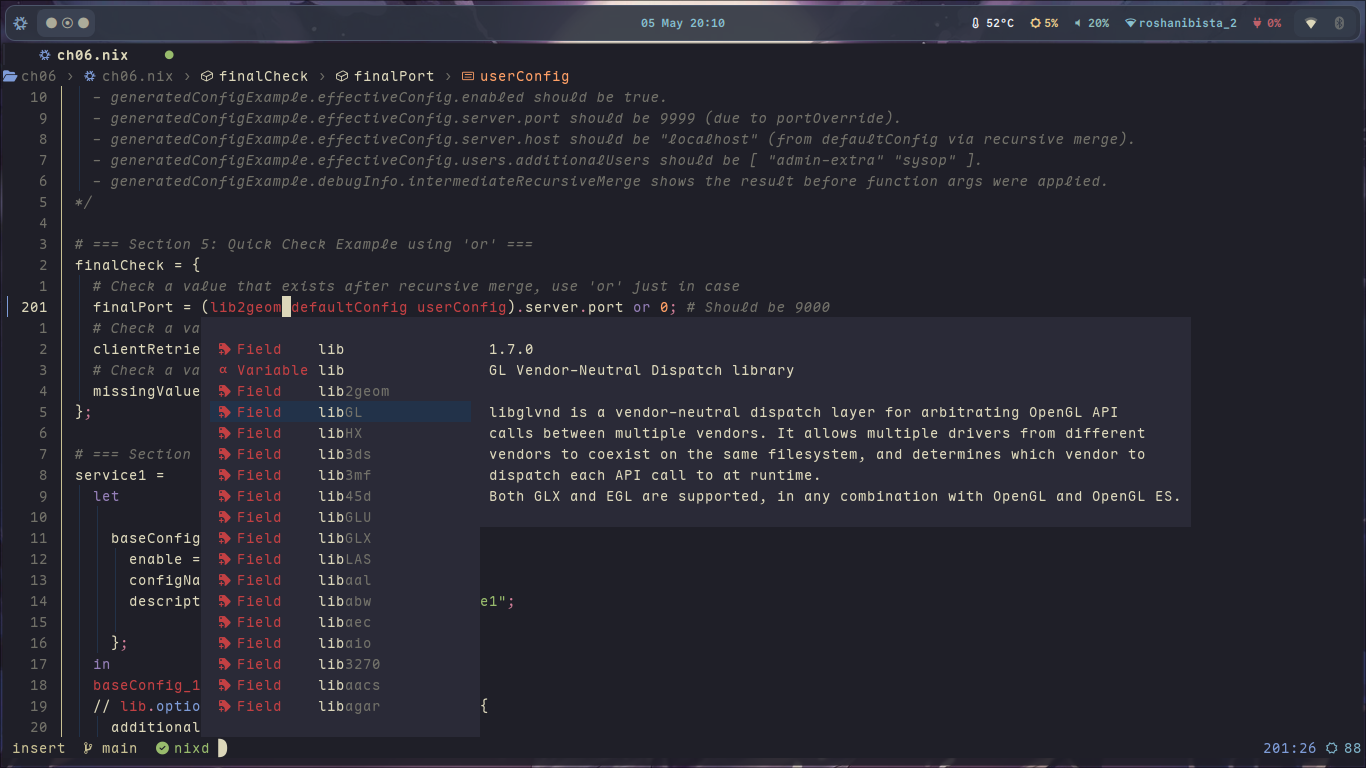 05 May 20:10 52°C 5% 20% roshanibista_2 0%
ch06.nix
ch06 › ch06.nix › finalCheck › finalPort › userConfig
10 - generatedConfigExample.effectiveConfig.enabled should be true.
9 - generatedConfigExample.effectiveConfig.server.port should be 9999 (due to portOverride).
8 - generatedConfigExample.effectiveConfig.server.host should be "localhost" (from defaultConfig via recursive merge).
7 - generatedConfigExample.effectiveConfig.users.additionalUsers should be [ "admin-extra" "sysop" ].
6 - generatedConfigExample.debugInfo.intermediateRecursiveMerge shows the result before function args were applied.
5 */
4
3 # === Section 5: Quick Check Example using 'or' ===
2 finalCheck = {
1 # Check a value that exists after recursive merge, use 'or' just in case
201 finalPort = (lib2geom defaultConfig userConfig).server.port or 0; # Should be 9000
1 # Check a va
2 clientRetrie Field lib 1.7.0
3 # Check a va α Variable lib GL Vendor-Neutral Dispatch library
4 missingValue Field lib2geom
5 }; Field libGL libglvnd is a vendor-neutral dispatch layer for arbitrating OpenGL API
6 Field libHX calls between multiple vendors. It allows multiple drivers from different
7 # === Section Field lib3ds vendors to coexist on the same filesystem, and determines which vendor to
8 service1 = Field lib3mf dispatch each API call to at runtime.
9 let Field lib45d Both GLX and EGL are supported, in any combination with OpenGL and OpenGL ES.
10 Field libGLU
11 baseConfig Field libGLX
12 enable = Field libLAS
13 configNa Field libaal
14 descript Field libabw e1";
15 Field libaec
16 }; Field libaio
17 in Field lib3270
18 baseConfig_1 Field libaacs
19 // lib.optio Field libagar {
20 additional
insert main nixd 201:26 88